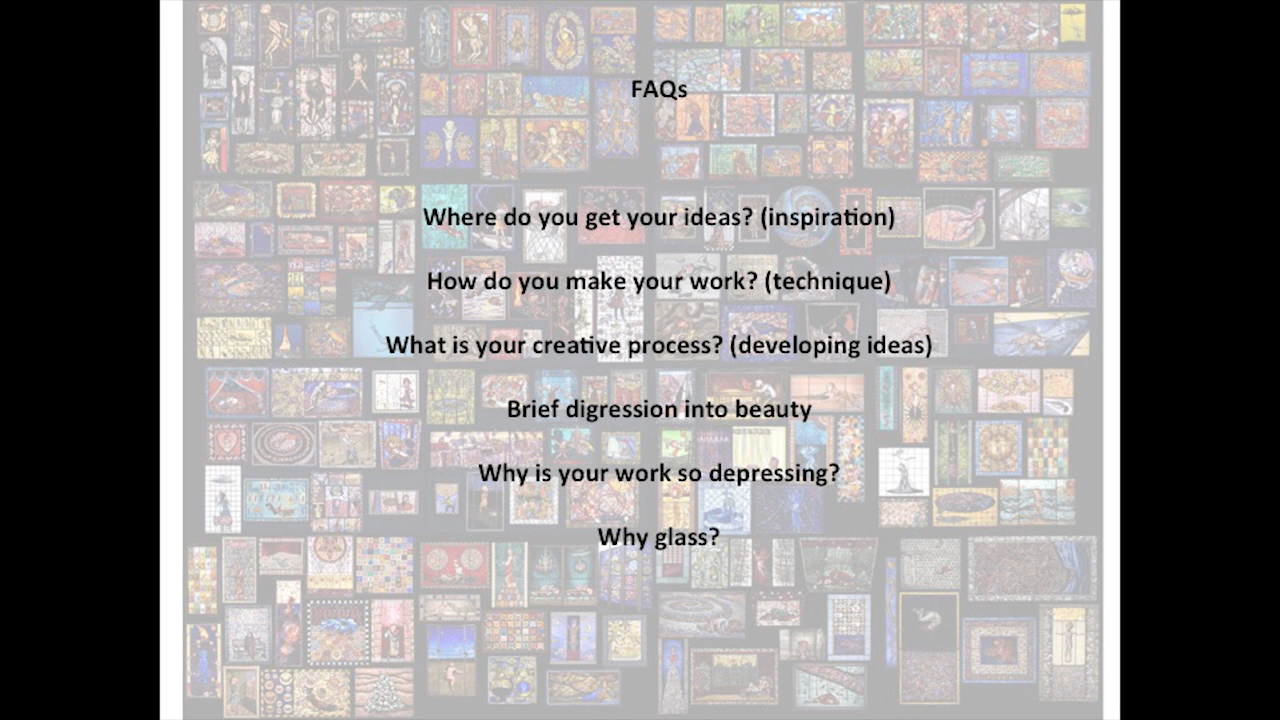 FAQs
Where do you get your ideas? (inspiration)
How do you make your work? (technique)
What is your creative process? (developing ideas)
Brief digression into beauty
Why is your work so depressing?
Why glass?